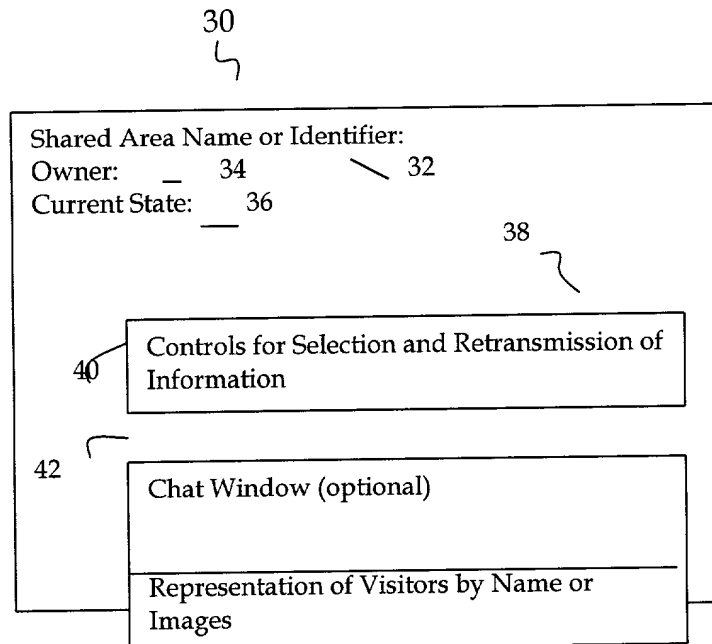 30
Shared Area Name or Identifier:
Owner: 34 32
Current State: 36
38
Controls for Selection and Retransmission of
Information
40
42
Chat Window (optional)
Representation of Visitors by Name or
Images